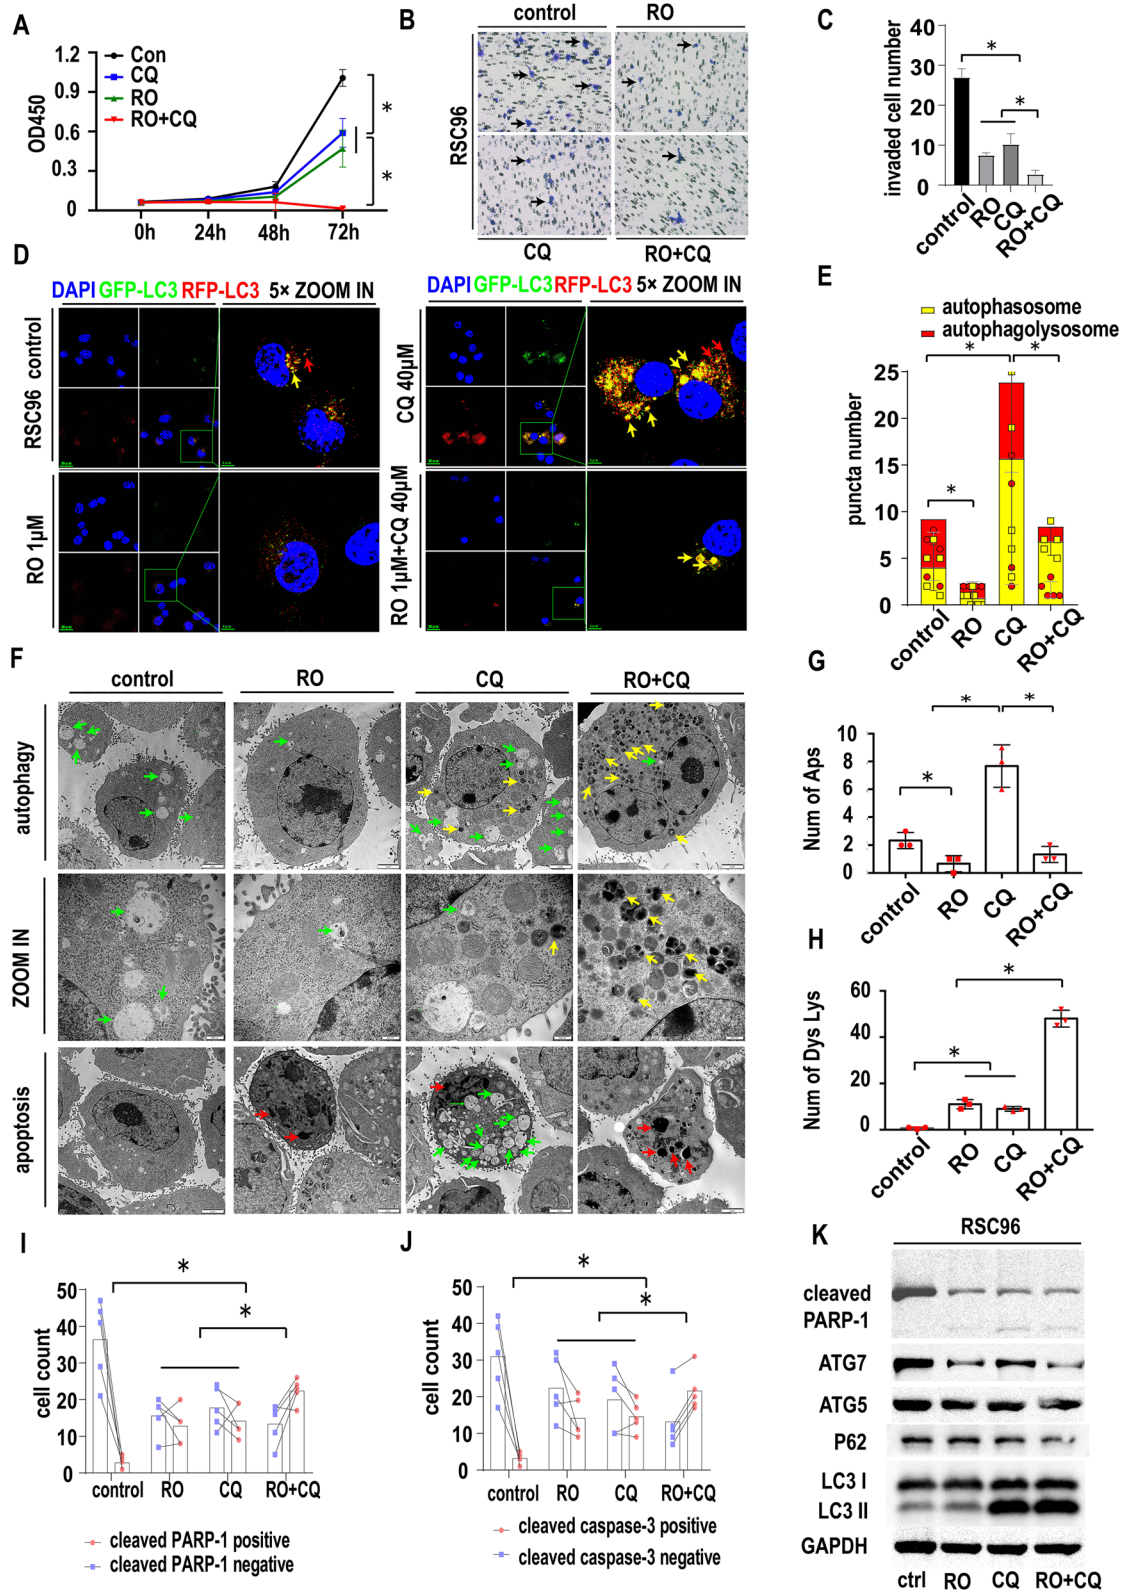 A
1.2
0.9
0.6
0.3
0
OD450
Con
CQ
RO
RO+CQ
*
*
0h 24h 48h 72h
B
control RO
RSC96
CQ RO+CQ
C
invaded cell number
40
30
20
10
0
*
*
control RO CQ RO+CQ
D
DAPI GFP-LC3 RFP-LC3 5× ZOOM IN
RSC96 control
RO 1μM
DAPI GFP-LC3 RFP-LC3 5× ZOOM IN
CQ 40μM
RO 1μM+CQ 40μM
E
autophasosome
autophagolysosome
puncta number
25
20
15
10
5
0
* *
*
control RO CQ RO+CQ
F
control RO CQ RO+CQ
autophagy
ZOOM IN
apoptosis
G
Num of Aps
10
8
6
4
2
0
* *
*
control RO CQ RO+CQ
H
Num of Dys Lys
60
40
20
0
*
*
control RO CQ RO+CQ
I
cell count
50
40
30
20
10
0
*
*
control RO CQ RO+CQ
cleaved PARP-1 positive
cleaved PARP-1 negative
J
cell count
50
40
30
20
10
0
*
*
control RO CQ RO+CQ
cleaved caspase-3 positive
cleaved caspase-3 negative
K
RSC96
cleaved
PARP-1
ATG7
ATG5
P62
LC3 I
LC3 II
GAPDH
ctrl RO CQ RO+CQ